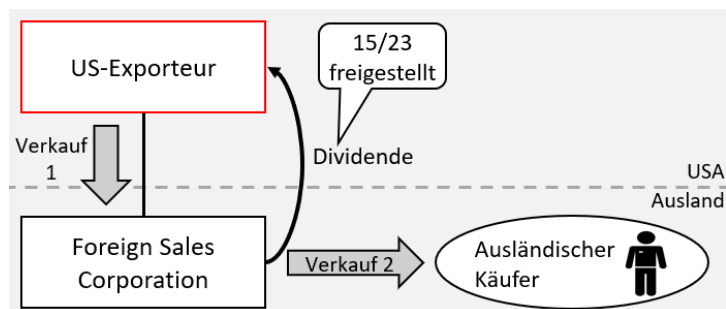 US-Exporteur
15/23
freigestellt
Verkauf
1
Dividende
USA
Ausland
Foreign Sales
Corporation
Verkauf 2
Ausländischer
Käufer